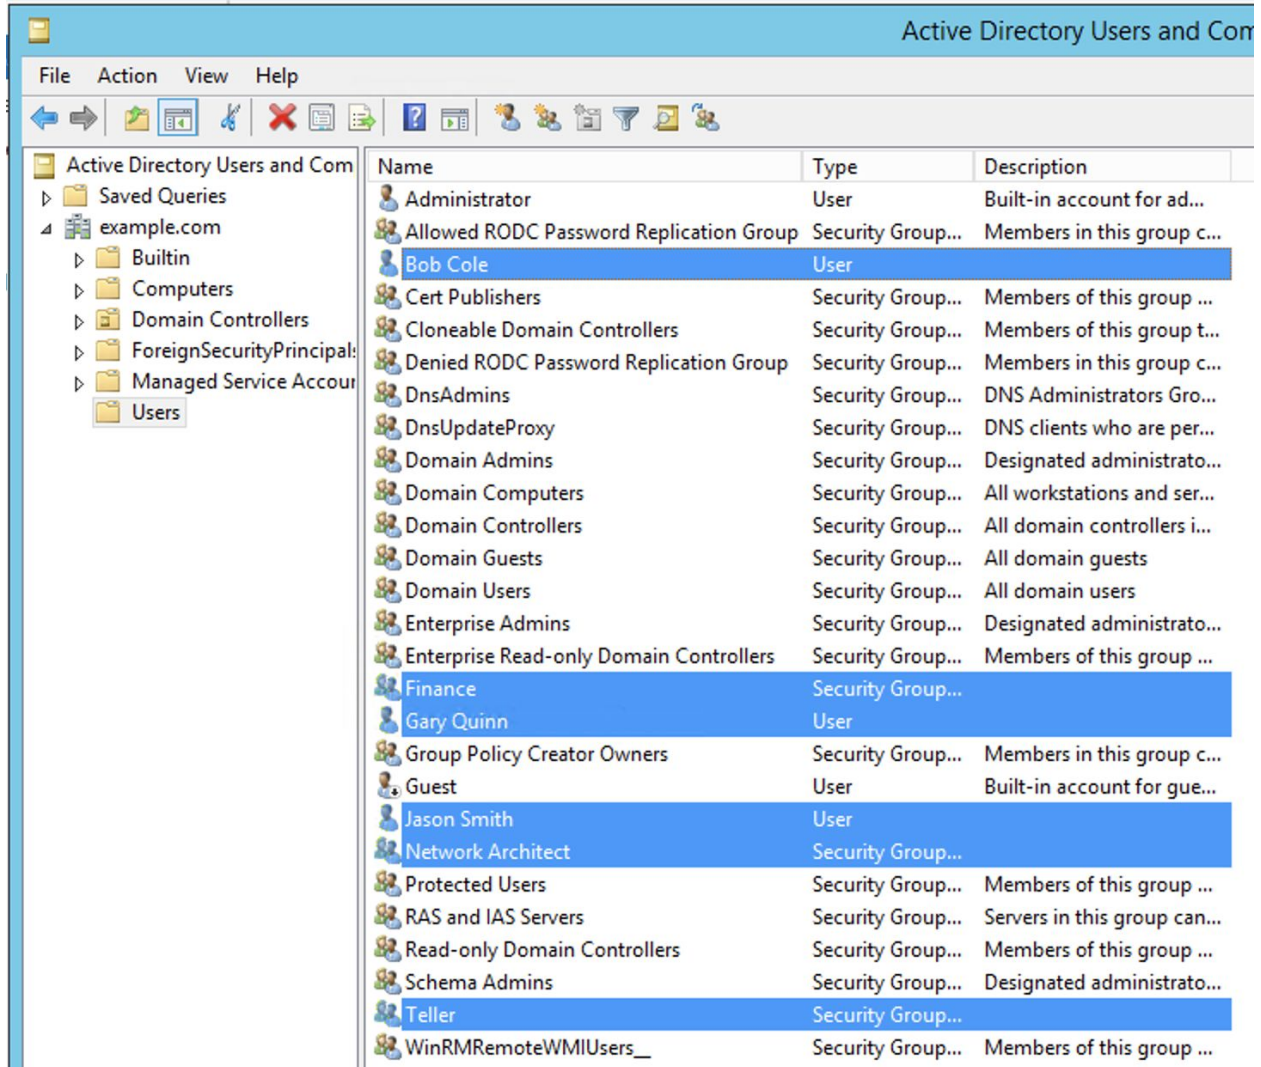 Active Directory Users and Com
File Action View Help
Active Directory Users and Com
Saved Queries
example.com
Builtin
Computers
Domain Controllers
ForeignSecurityPrincipals
Managed Service Accour
Users
Name Type Description
Administrator User Built-in account for ad...
Allowed RODC Password Replication Group Security Group... Members in this group c...
Bob Cole User
Cert Publishers Security Group... Members of this group ...
Cloneable Domain Controllers Security Group... Members of this group t...
Denied RODC Password Replication Group Security Group... Members in this group c...
DnsAdmins Security Group... DNS Administrators Gro...
DnsUpdateProxy Security Group... DNS clients who are per...
Domain Admins Security Group... Designated administrato...
Domain Computers Security Group... All workstations and ser...
Domain Controllers Security Group... All domain controllers i...
Domain Guests Security Group... All domain guests
Domain Users Security Group... All domain users
Enterprise Admins Security Group... Designated administrato...
Enterprise Read-only Domain Controllers Security Group... Members of this group ...
Finance Security Group...
Gary Quinn User
Group Policy Creator Owners Security Group... Members in this group c...
Guest User Built-in account for gue...
Jason Smith User
Network Architect Security Group...
Protected Users Security Group... Members of this group ...
RAS and IAS Servers Security Group... Servers in this group can...
Read-only Domain Controllers Security Group... Members of this group ...
Schema Admins Security Group... Designated administrato...
Teller Security Group...
WinRMRemoteWMIUsers__ Security Group... Members of this group ...